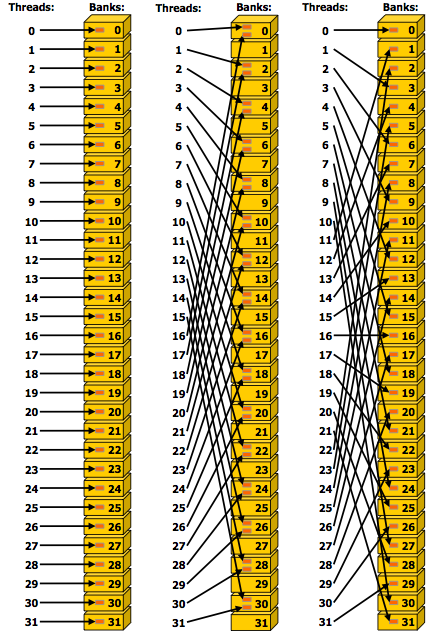 Threads: Banks: Threads: Banks: Threads: Banks:
0 0 0 0 0 0
1 1 1 1 1 1
2 2 2 2 2 2
3 3 3 3 3 3
4 4 4 4 4 4
5 5 5 5 5 5
6 6 6 6 6 6
7 7 7 7 7 7
8 8 8 8 8 8
9 9 9 9 9 9
10 10 10 10 10 10
11 11 11 11 11 11
12 12 12 12 12 12
13 13 13 13 13 13
14 14 14 14 14 14
15 15 15 15 15 15
16 16 16 16 16 16
17 17 17 17 17 17
18 18 18 18 18 18
19 19 19 19 19 19
20 20 20 20 20 20
21 21 21 21 21 21
22 22 22 22 22 22
23 23 23 23 23 23
24 24 24 24 24 24
25 25 25 25 25 25
26 26 26 26 26 26
27 27 27 27 27 27
28 28 28 28 28 28
29 29 29 29 29 29
30 30 30 30 30 30
31 31 31 31 31 31